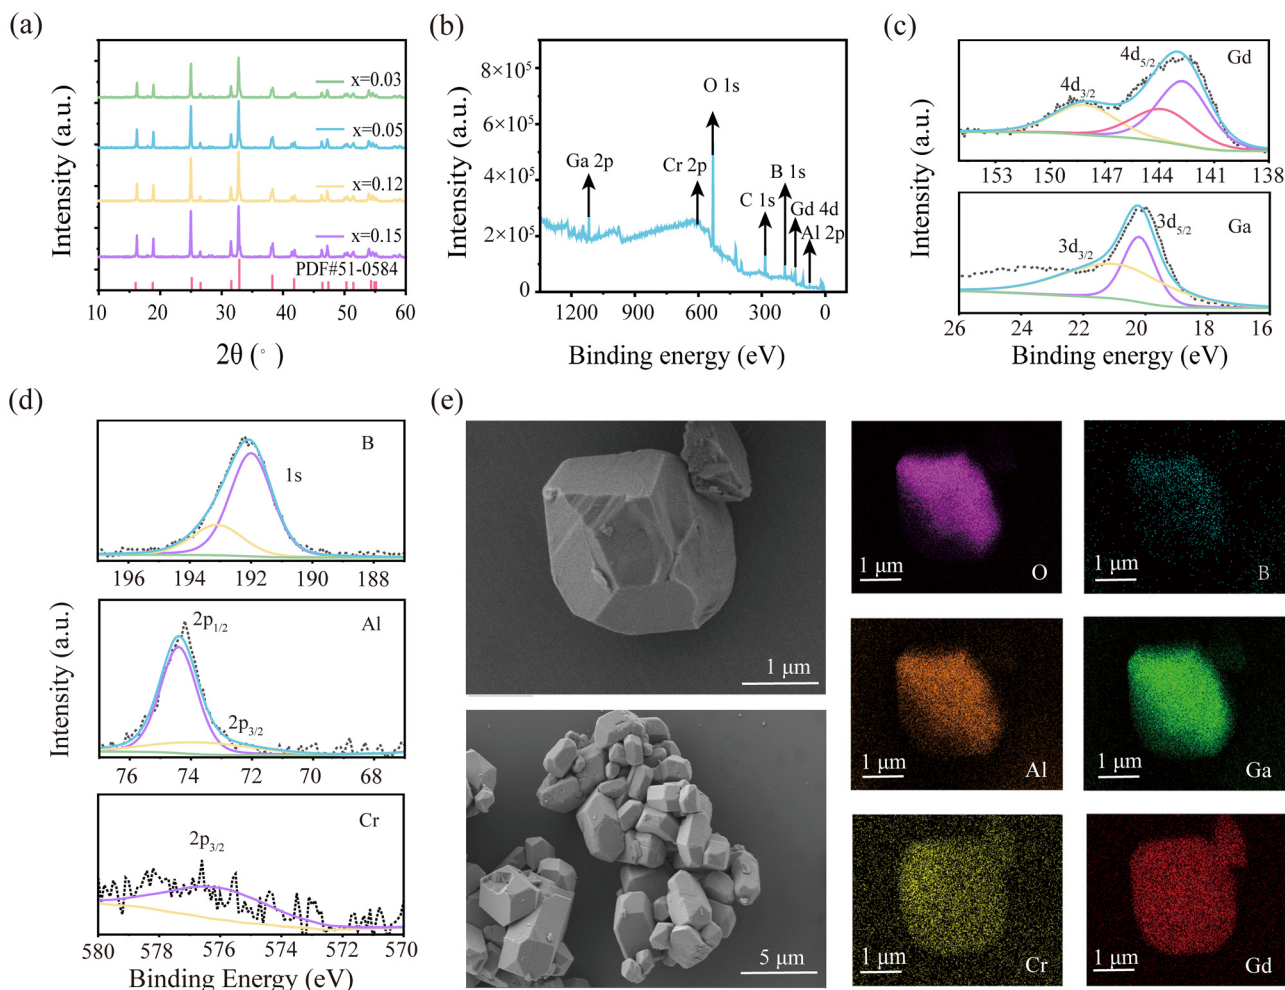 (a)
Intensity (a.u.)
x=0.03
x=0.05
x=0.12
x=0.15
PDF#51-0584
10 20 30 40 50 60
2θ (°)
(b)
Intensity (a.u.)
8×10⁵
6×10⁵
4×10⁵
2×10⁵
0
O 1s
Ga 2p
Cr 2p
B 1s
C 1s
Gd 4d
Al 2p
1200 900 600 300 0
Binding energy (eV)
(c)
Intensity (a.u.)
4d5/2
Gd
4d3/2
153 150 147 144 141 138
Ga
3d5/2
3d3/2
26 24 22 20 18 16
Binding energy (eV)
(d)
Intensity (a.u.)
B
1s
196 194 192 190 188
2p1/2
Al
2p3/2
76 74 72 70 68
Cr
2p3/2
580 578 576 574 572 570
Binding Energy (eV)
(e)
1 μm
5 μm
1 μm
O
1 μm
B
1 μm
Al
1 μm
Ga
1 μm
Cr
1 μm
Gd